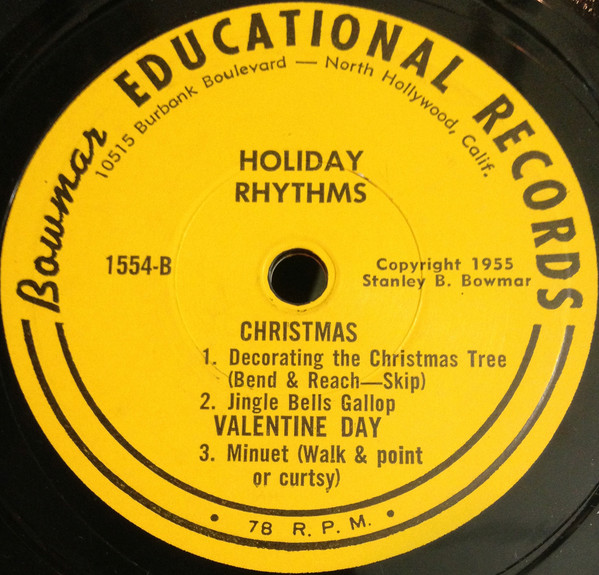 Bowmar EDUCATIONAL RECORDS
10515 Burbank Boulevard — North Hollywood, Calif.
HOLIDAY
RHYTHMS
1554-B
Copyright 1955
Stanley B. Bowmar
CHRISTMAS
1. Decorating the Christmas Tree
(Bend & Reach—Skip)
2. Jingle Bells Gallop
VALENTINE DAY
3. Minuet (Walk & point
or curtsy)
• 78 R. P. M. •